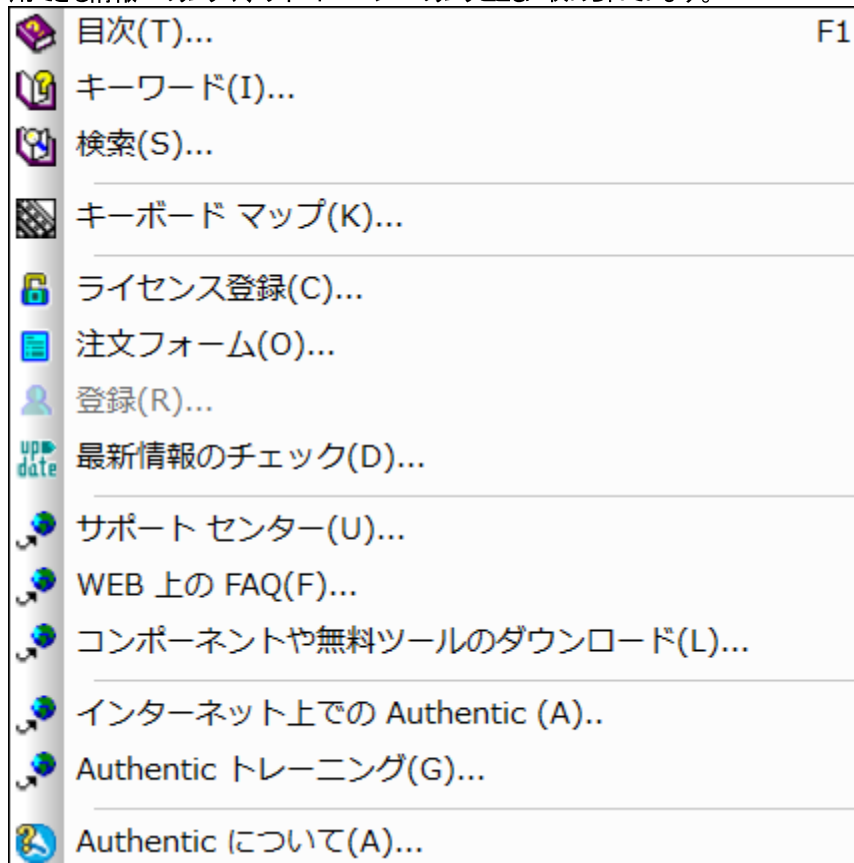 目次(T)... F1
キーワード(I)...
検索(S)...
キーボード マップ(K)...
ライセンス登録(C)...
注文フォーム(O)...
登録(R)...
update
最新情報のチェック(D)...
サポート センター(U)...
WEB 上の FAQ(F)...
コンポーネントや無料ツールのダウンロード(L)...
インターネット上での Authentic (A)..
Authentic トレーニング(G)...
Authentic について(A)...